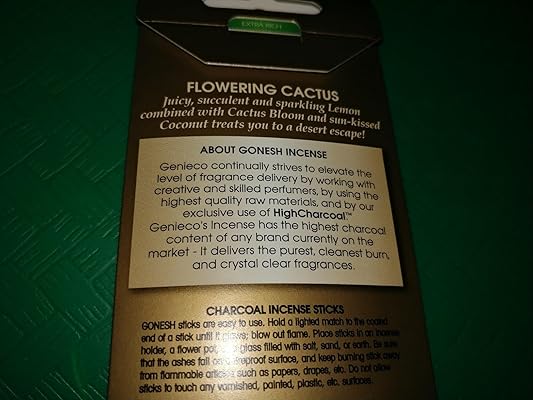 EXTRA RICH
FLOWERING CACTUS
Juicy, succulent and sparkling Lemon
combined with Cactus Bloom and sun-kissed
Coconut treats you to a desert escape!
ABOUT GONESH INCENSE
Genieco continually strives to elevate the
level of fragrance delivery by working with
creative and skilled perfumers, by using the
highest quality raw materials, and by our
exclusive use of HighCharcoal™
Genieco's Incense has the highest charcoal
content of any brand currently on the
market - It delivers the purest, cleanest burn,
and crystal clear fragrances.
CHARCOAL INCENSE STICKS
GONESH sticks are easy to use. Hold a lighted match to the coated
end of a stick until it glows; blow out flame. Place sticks in an incense
holder, a flower pot, glass filled with salt, sand, or earth. Be sure
that the ashes fall on fireproof surface, and keep burning stick away
from flammable articles such as papers, drapes, etc. Do not allow
sticks to touch any varnished, painted, plastic, etc. surfaces.